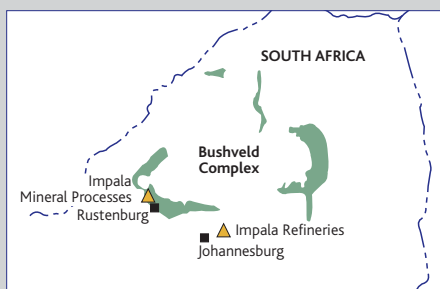 SOUTH AFRICA
Bushveld
Complex
Impala
Mineral Processes
Rustenburg
Impala Refineries
Johannesburg